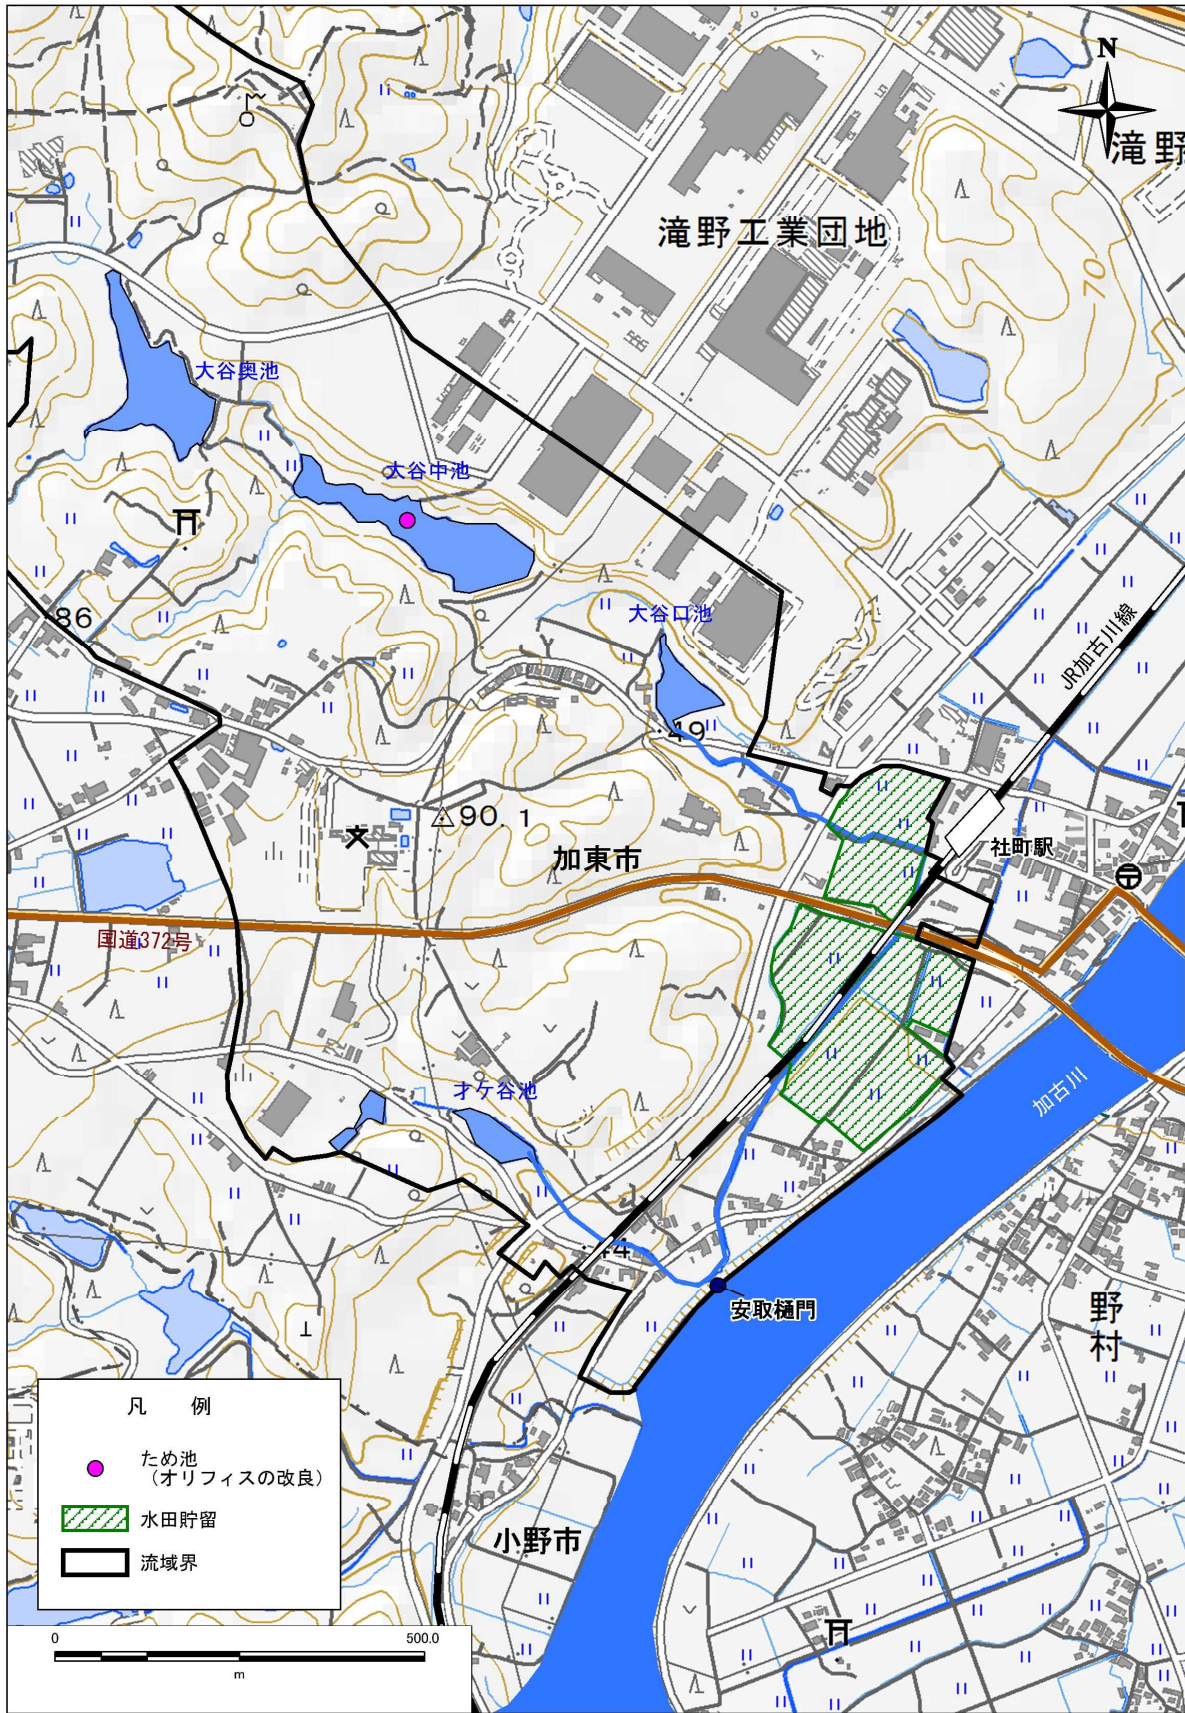 N
滝野
滝野工業団地
70
大谷奥池
大谷中池
大谷口池
86
JR加古川線
49
90.1
加東市
社町駅
国道372号
才ケ谷池
加古川
44
安取樋門
野村
凡 例
ため池
(オリフィスの改良)
水田貯留
流域界
小野市
0 500.0
m